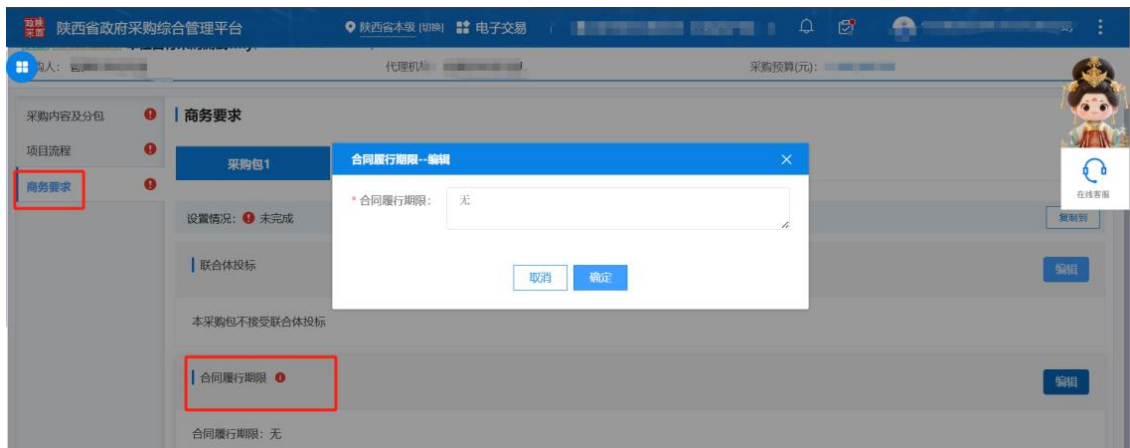 陕西省政府采购综合管理平台
陕西省本级 [切换] 电子交易
购人:
代理机
采购预算(元):
采购内容及分包
项目流程
商务要求
商务要求
采购包1
合同履行期限--编辑
* 合同履行期限: 无
取消 确定
在线客服
设置情况: 未完成
复制到
联合体投标
编辑
本采购包不接受联合体投标
合同履行期限
编辑
合同履行期限: 无